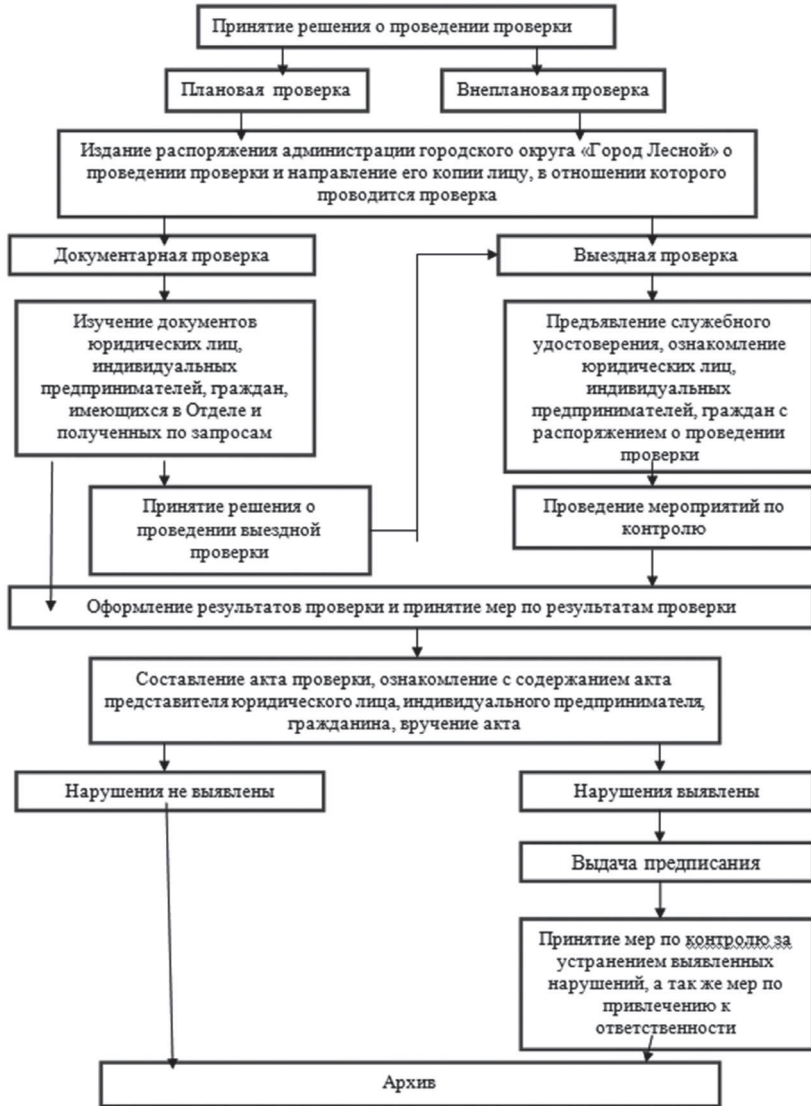 Принятие решения о проведении проверки
Плановая проверка
Внеплановая проверка
Издание распоряжения администрации городского округа «Город Лесной» о
проведении проверки и направление его копии лицу, в отношении которого
проводится проверка
Документарная проверка
Выездная проверка
Изучение документов
юридических лиц,
индивидуальных
предпринимателей, граждан,
имеющихся в Отделе и
полученных по запросам
Предъявление служебного
удостоверения, ознакомление
юридических лиц,
индивидуальных
предпринимателей, граждан с
распоряжением о проведении
проверки
Принятие решения о
проведении выездной
проверки
Проведение мероприятий по
контролю
Оформление результатов проверки и принятие мер по результатам проверки
Составление акта проверки, ознакомление с содержанием акта
представителя юридического лица, индивидуального предпринимателя,
гражданина, вручение акта
Нарушения не выявлены
Нарушения выявлены
Выдача предписания
Принятие мер по контролю за
устранением выявленных
нарушений, а так же мер по
привлечению к
ответственности
Архив